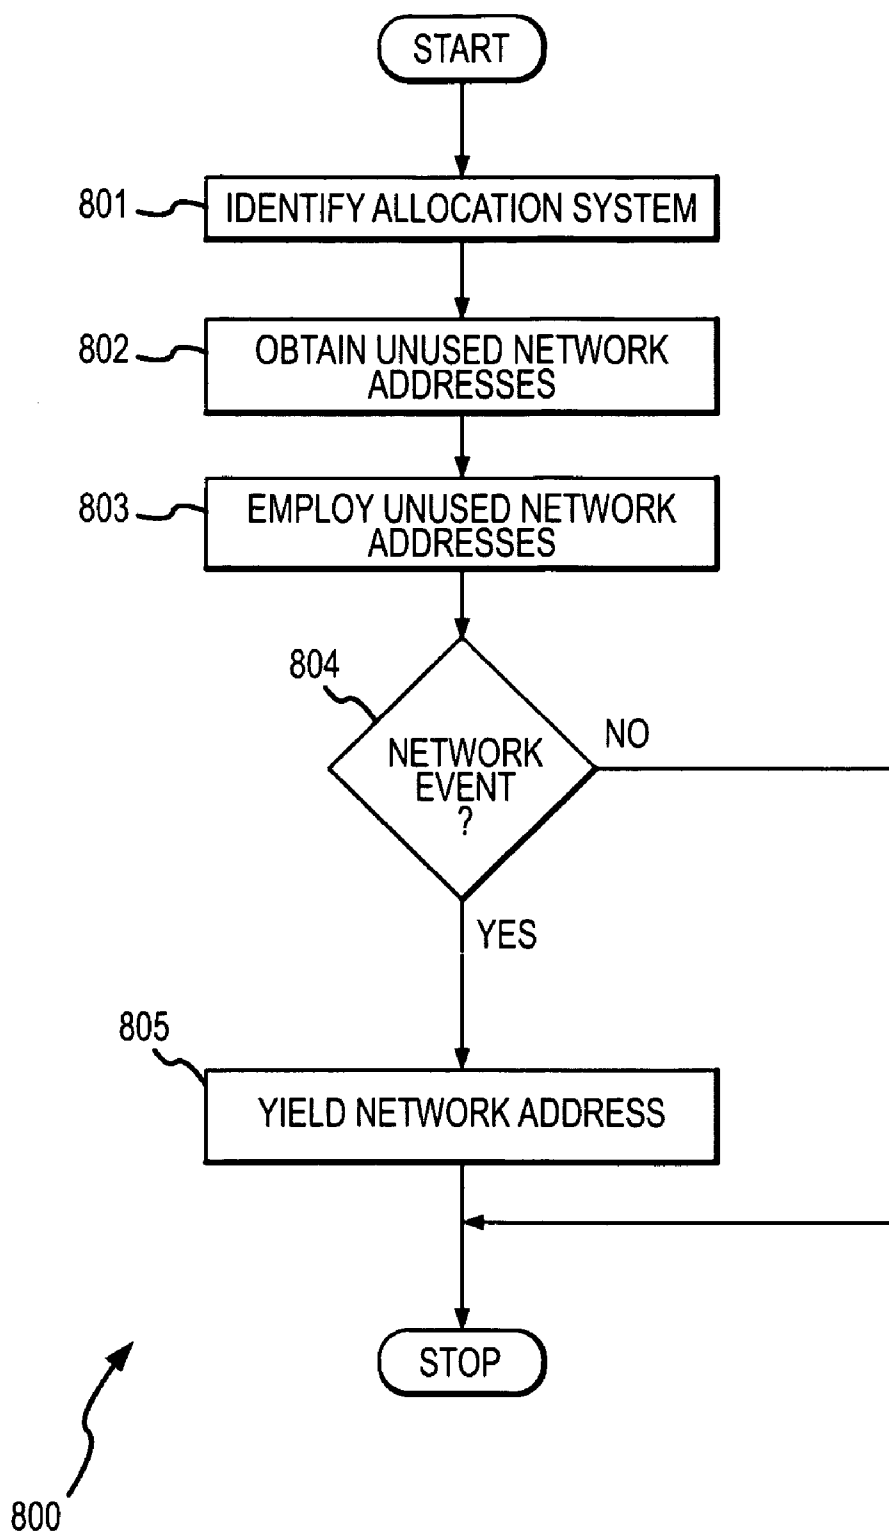 START
801
IDENTIFY ALLOCATION SYSTEM
802
OBTAIN UNUSED NETWORK
ADDRESSES
803
EMPLOY UNUSED NETWORK
ADDRESSES
804
NETWORK
EVENT
?
NO
YES
805
YIELD NETWORK ADDRESS
STOP
800